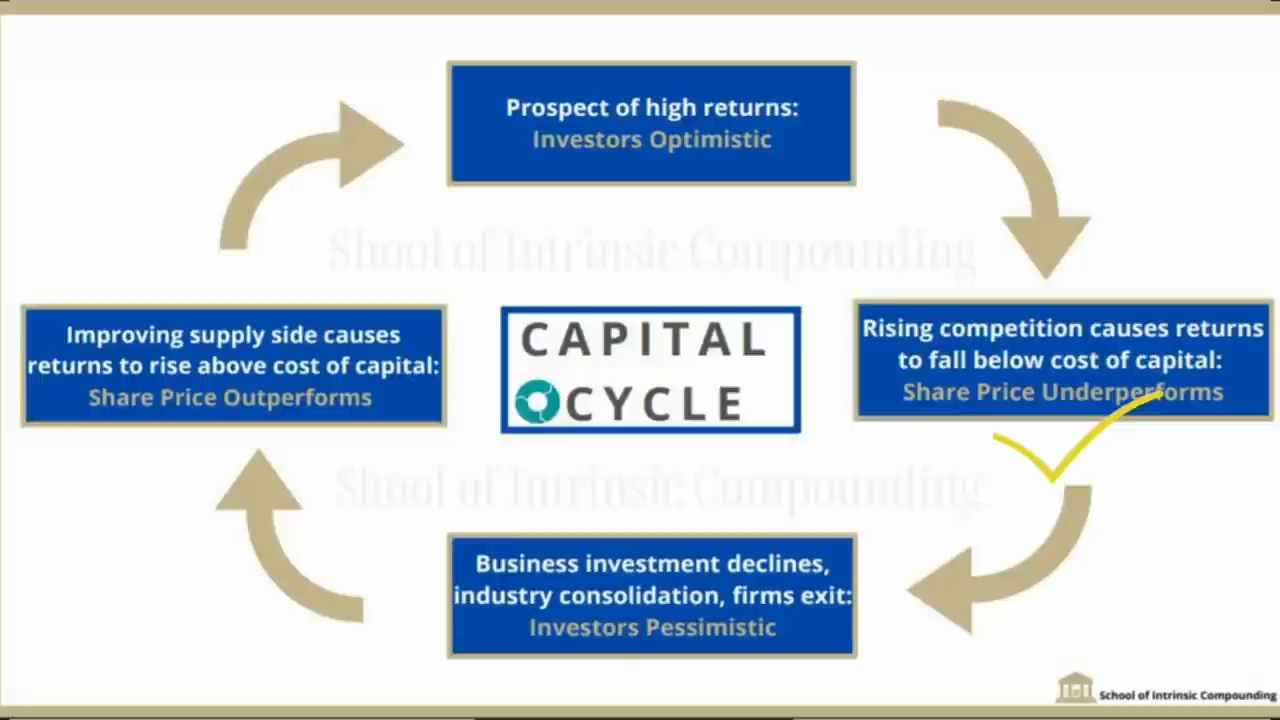 Prospect of high returns:
Investors Optimistic
Shool of Intrinsic Compounding
Improving supply side causes
returns to rise above cost of capital:
Share Price Outperforms
CAPITAL
CYCLE
Rising competition causes returns
to fall below cost of capital:
Share Price Underperforms
Shool of Intrinsic Compounding
Business investment declines,
industry consolidation, firms exit:
Investors Pessimistic
School of Intrinsic Compounding